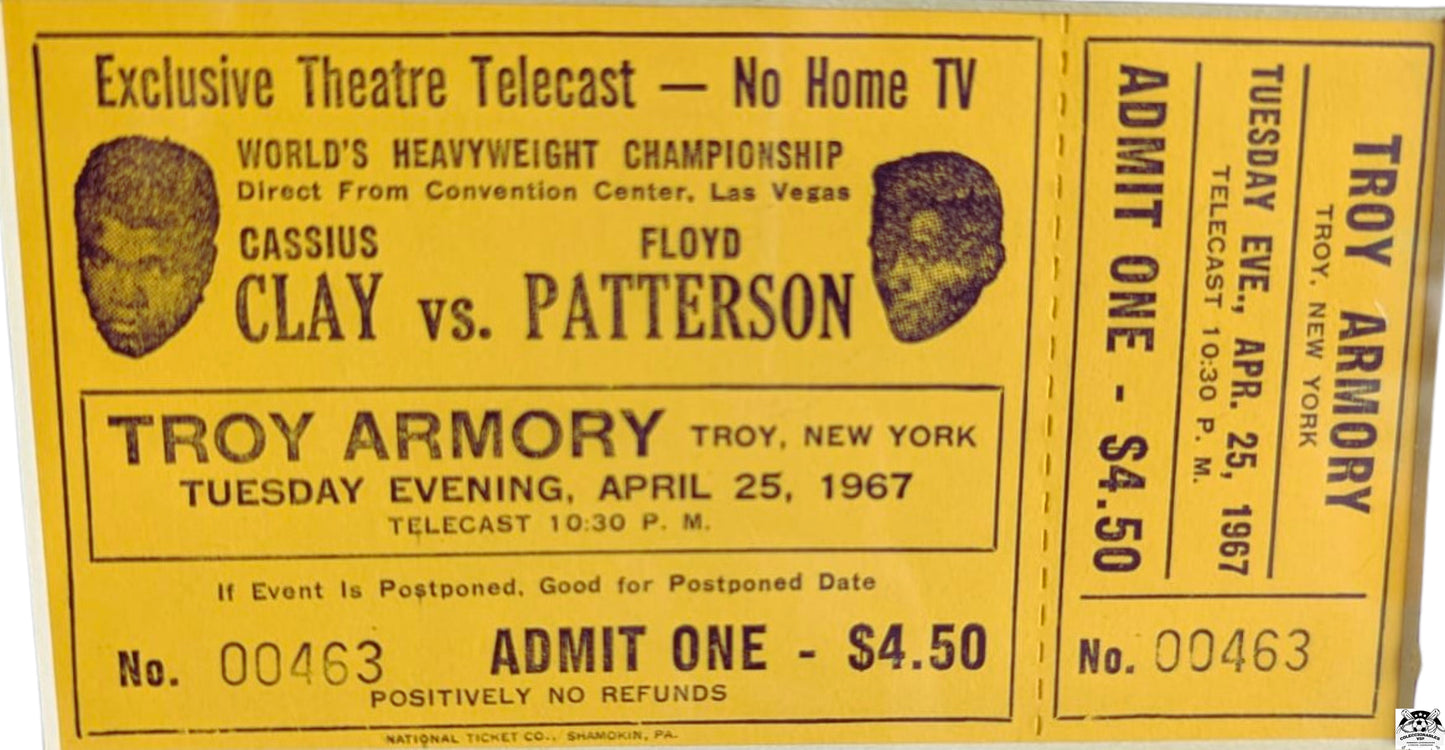 Exclusive Theatre Telecast — No Home TV
WORLD'S HEAVYWEIGHT CHAMPIONSHIP
Direct From Convention Center, Las Vegas
CASSIUS FLOYD
CLAY vs. PATTERSON
TROY ARMORY TROY, NEW YORK
TUESDAY EVENING, APRIL 25, 1967
TELECAST 10:30 P. M.
If Event Is Postponed, Good for Postponed Date
No. 00463 ADMIT ONE - $4.50
POSITIVELY NO REFUNDS
NATIONAL TICKET CO., SHAMOKIN, PA.
TROY ARMORY
TROY, NEW YORK
TUESDAY EVE., APR. 25, 1967
TELECAST 10:30 P. M.
ADMIT ONE - $4.50
No. 00463
COLECCIONABLES